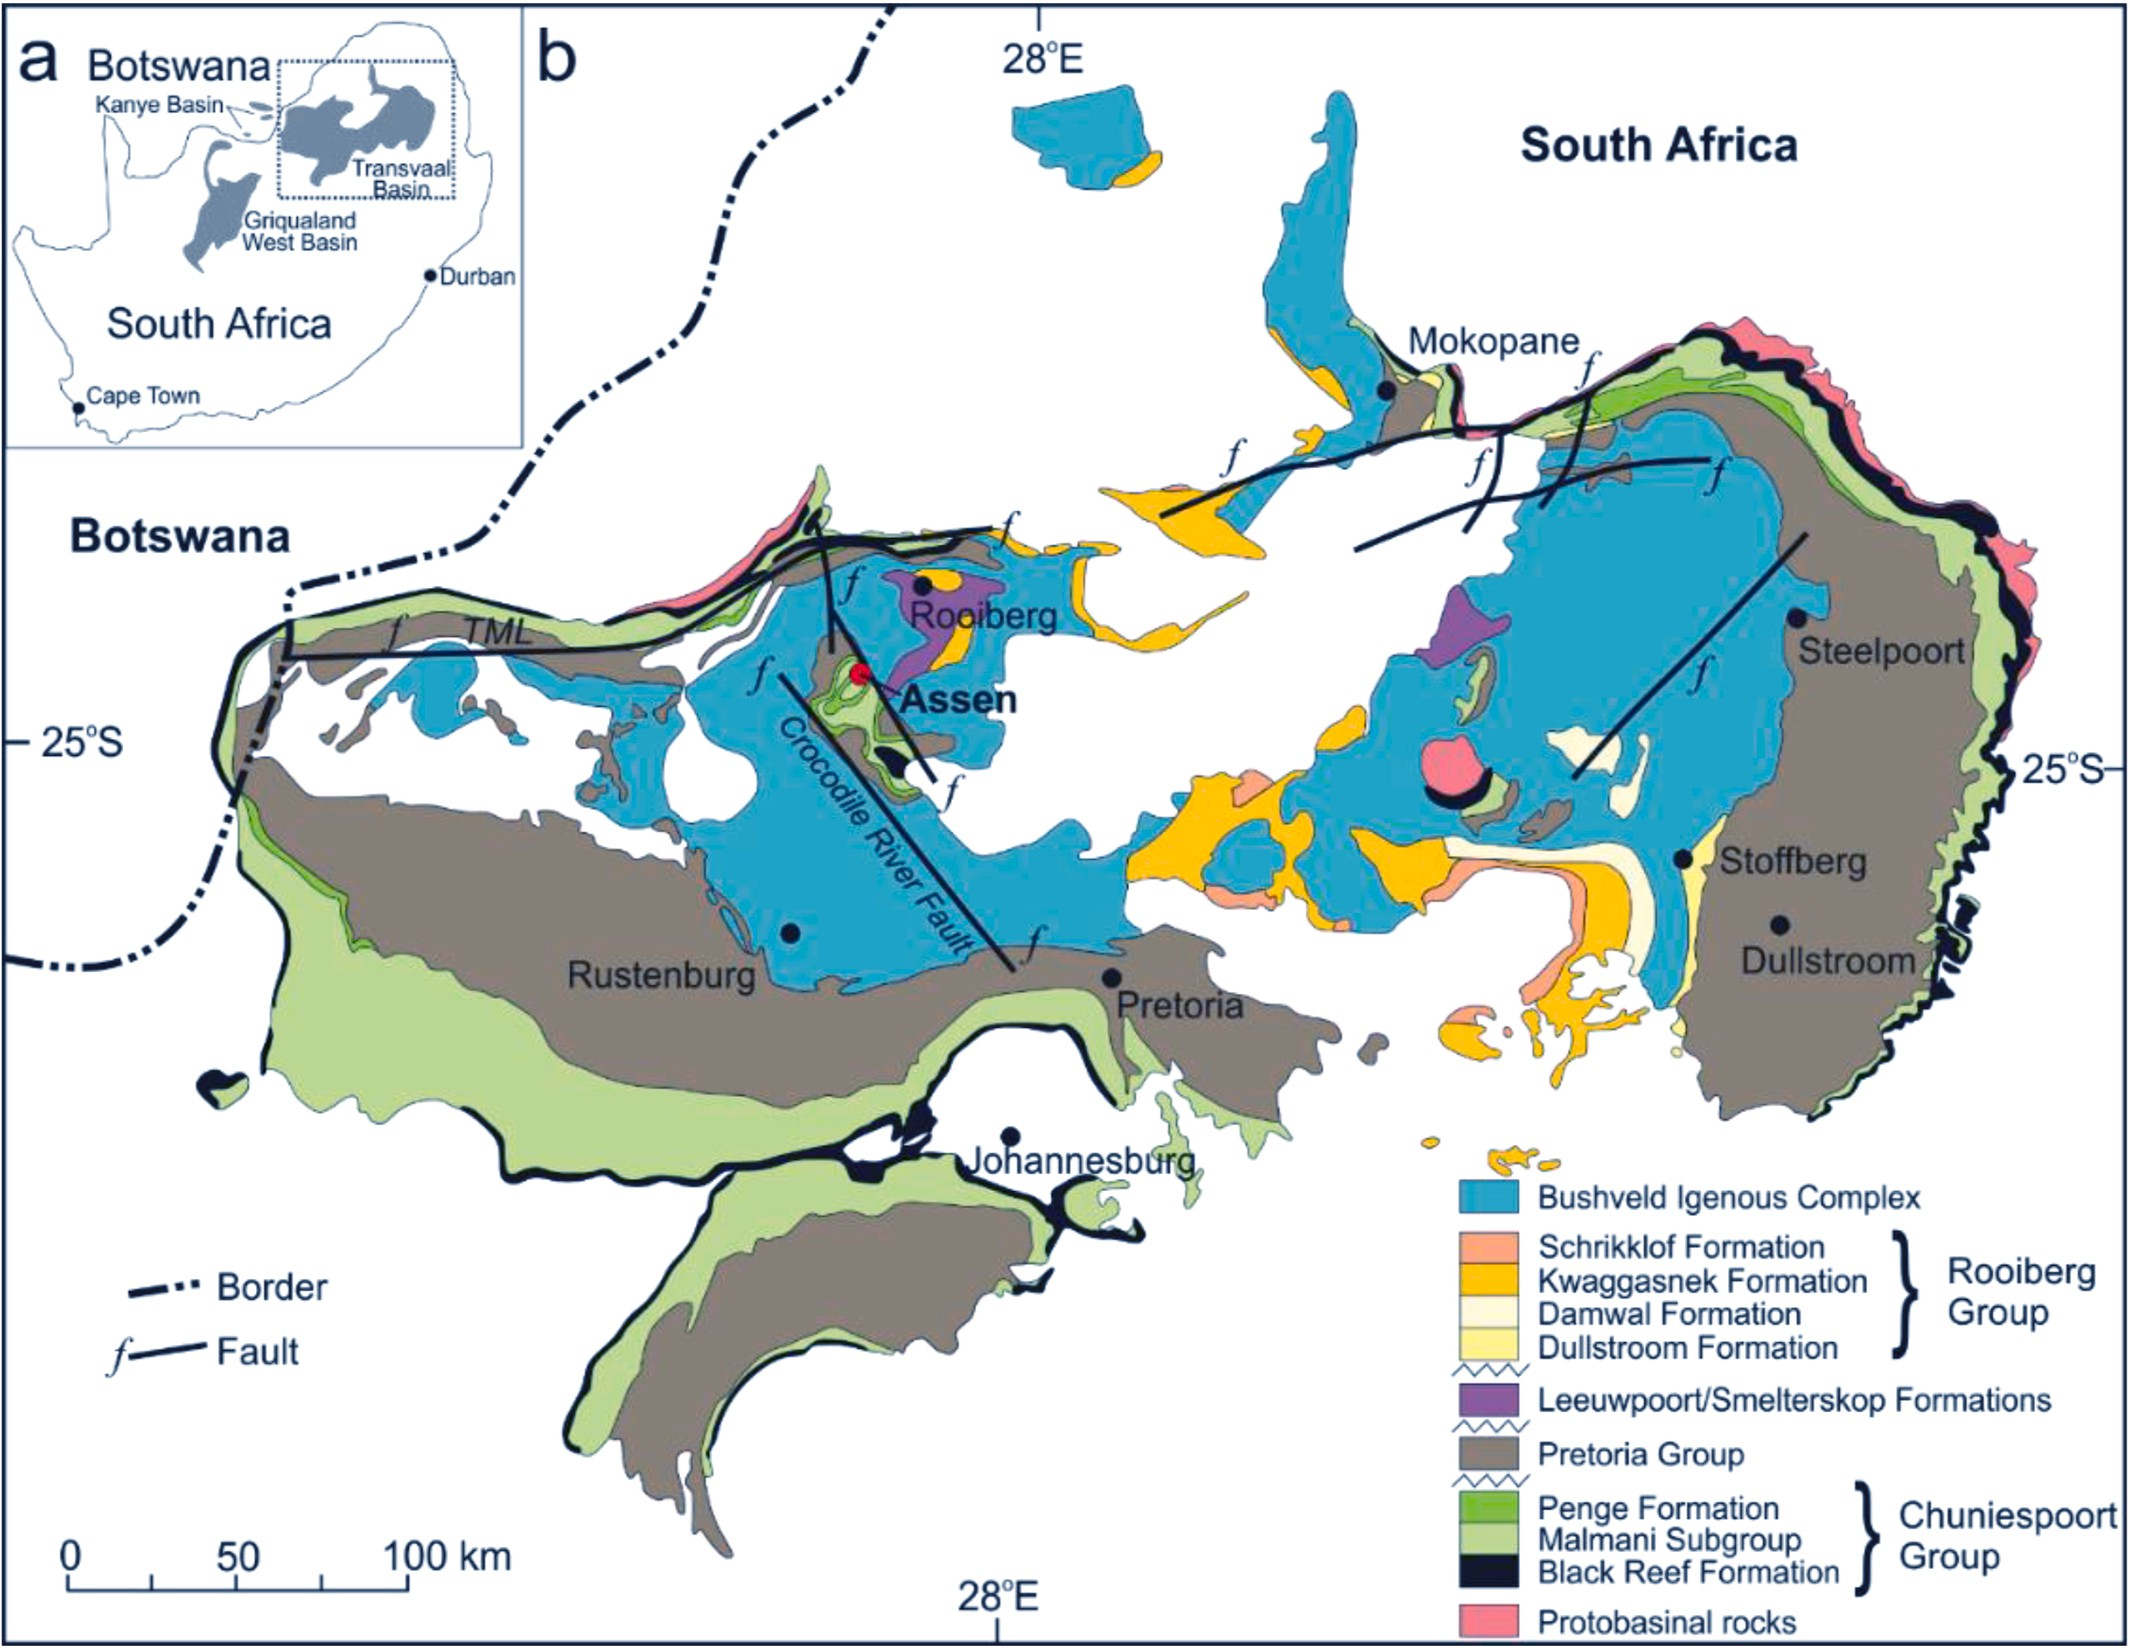 a
Botswana
Kanye Basin
Transvaal
Basin
Griqualand
West Basin
Durban
South Africa
Cape Town
b
28°E
South Africa
Mokopane
f
f
f
f
Botswana
f
f
Rooiberg
f TML
f
Steelpoort
f
Assen
25°S
25°S
Crocodile River Fault
f
Stoffberg
Dullstroom
f
Rustenburg
Pretoria
Johannesburg
Border
f Fault
0 50 100 km
28°E
Bushveld Igenous Complex
Schrikklof Formation
Kwaggasnek Formation
Damwal Formation
Dullstroom Formation
Rooiberg
Group
Leeuwpoort/Smelterskop Formations
Pretoria Group
Penge Formation
Malmani Subgroup
Black Reef Formation
Chuniespoort
Group
Protobasinal rocks